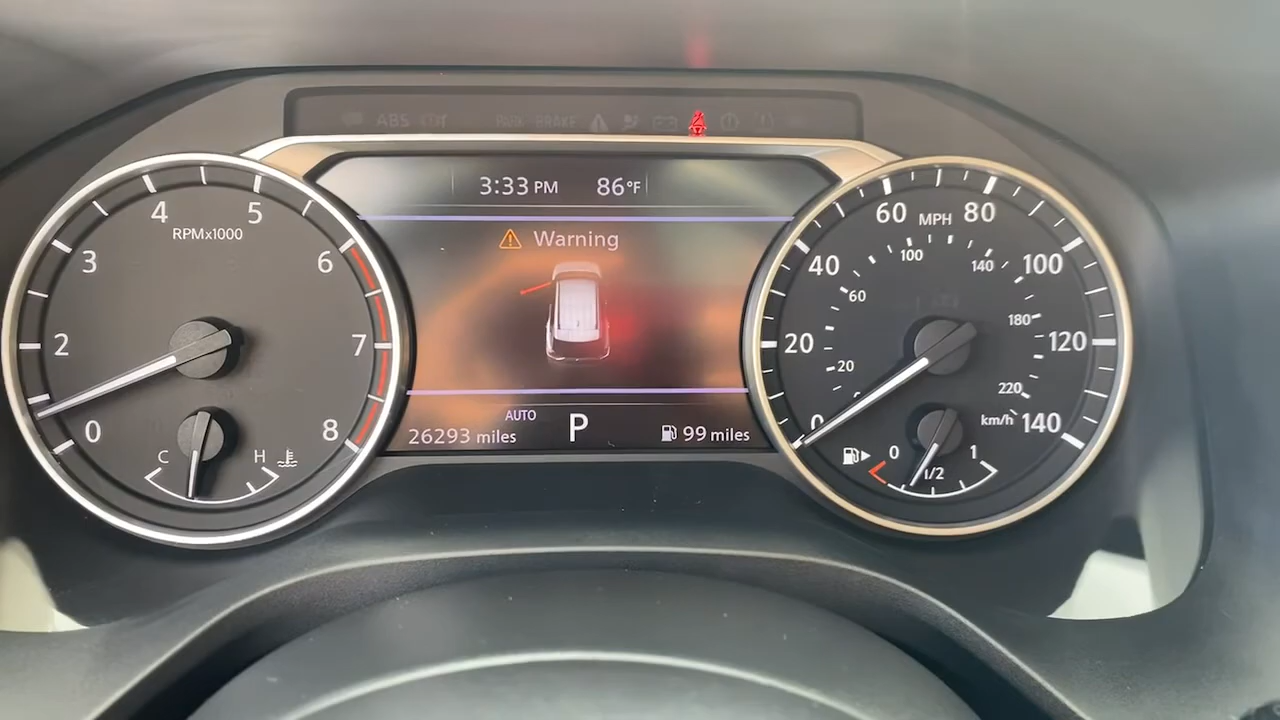 ABS
PARK BRAKE
3:33 PM 86°F
Warning
AUTO
P
26293 miles
99 miles
0
2
3
4
5
6
7
8
RPMx1000
C
H
0
20
40
60
80
100
120
140
MPH
20
60
100
140
180
220
km/h
0
1/2
1